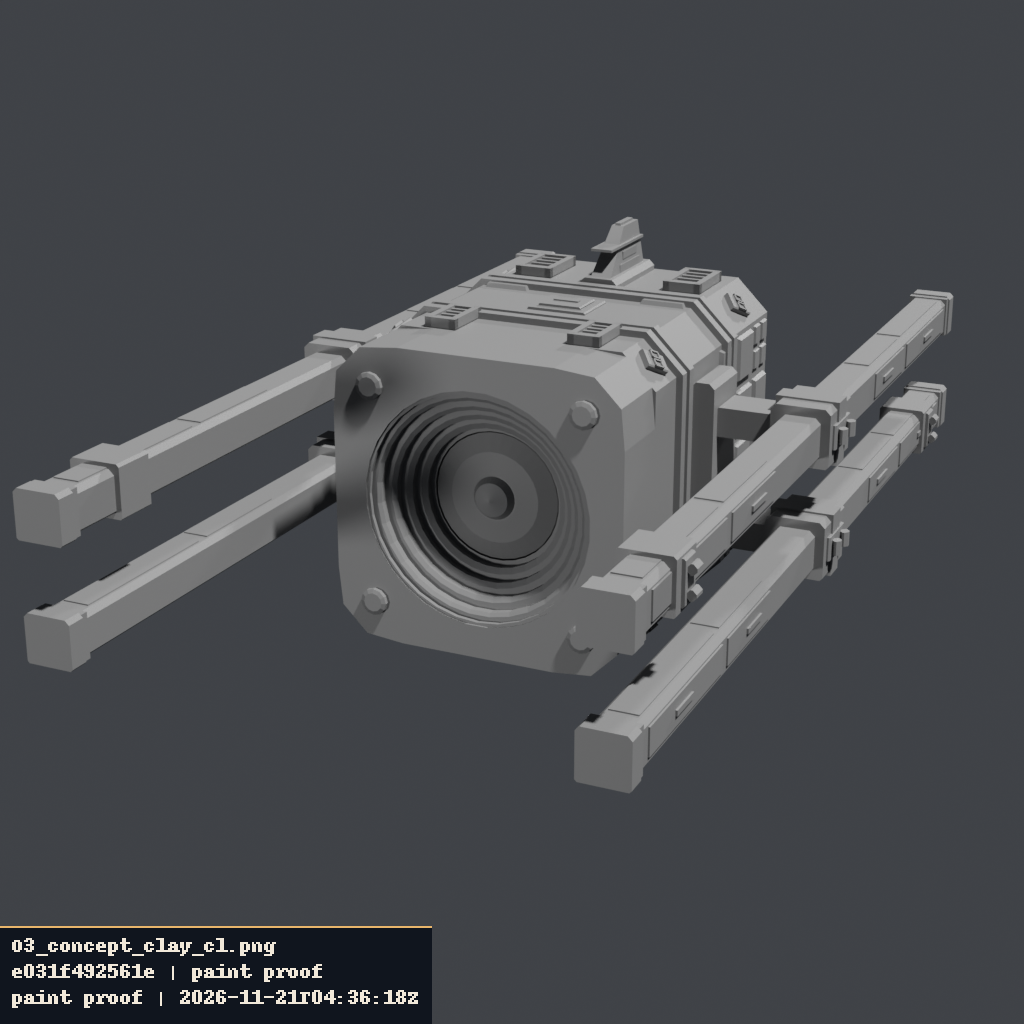 03_concept_clay_cl.png
e031f492561e | paint proof
paint proof | 2026-11-21T04:36:18z